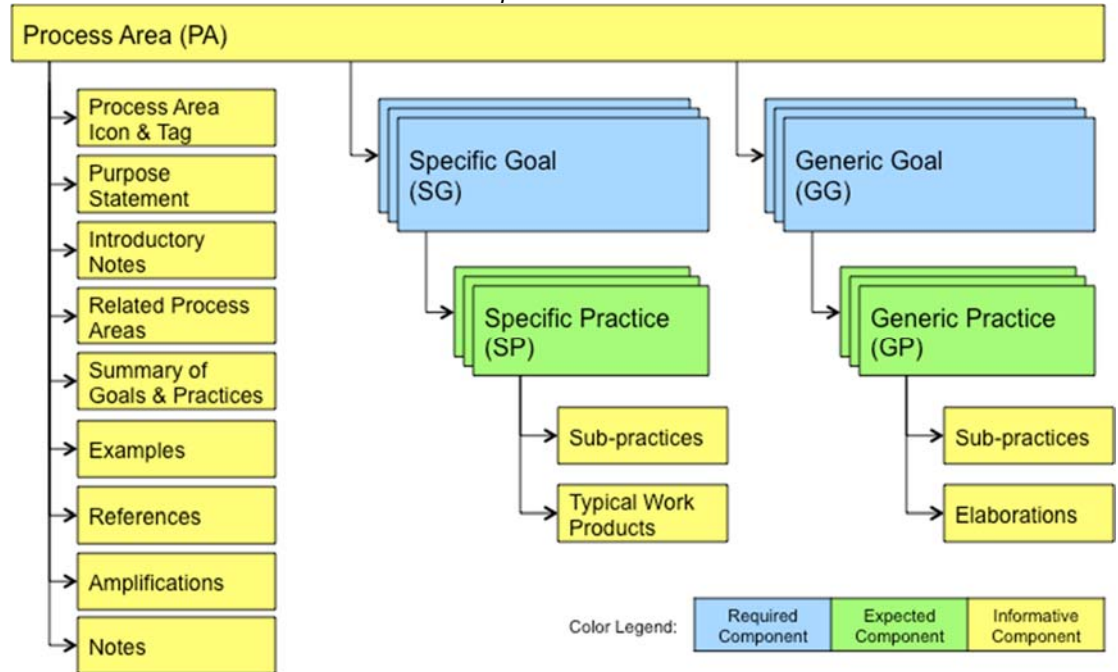 Process Area (PA)
Process Area
Icon & Tag
Purpose
Statement
Introductory
Notes
Related Process
Areas
Summary of
Goals & Practices
Examples
References
Amplifications
Notes
Specific Goal
(SG)
Specific Practice
(SP)
Sub-practices
Typical Work
Products
Generic Goal
(GG)
Generic Practice
(GP)
Sub-practices
Elaborations
Color Legend:
Required
Component
Expected
Component
Informative
Component